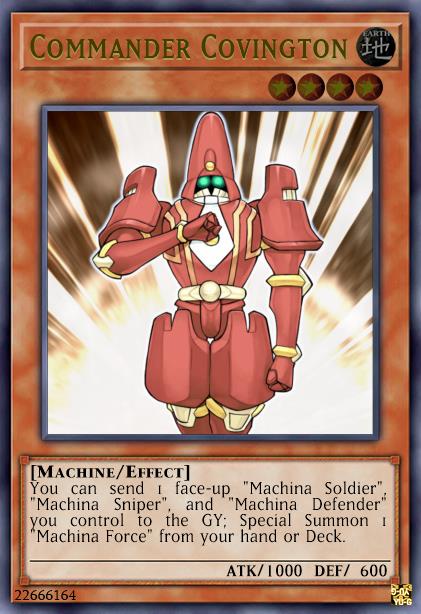 COMMANDER COVINGTON
EARTH
地
[MACHINE/EFFECT]
You can send 1 face-up "Machina Soldier",
"Machina Sniper", and "Machina Defender"
you control to the GY; Special Summon 1
"Machina Force" from your hand or Deck.
ATK/1000 DEF/ 600
22666164